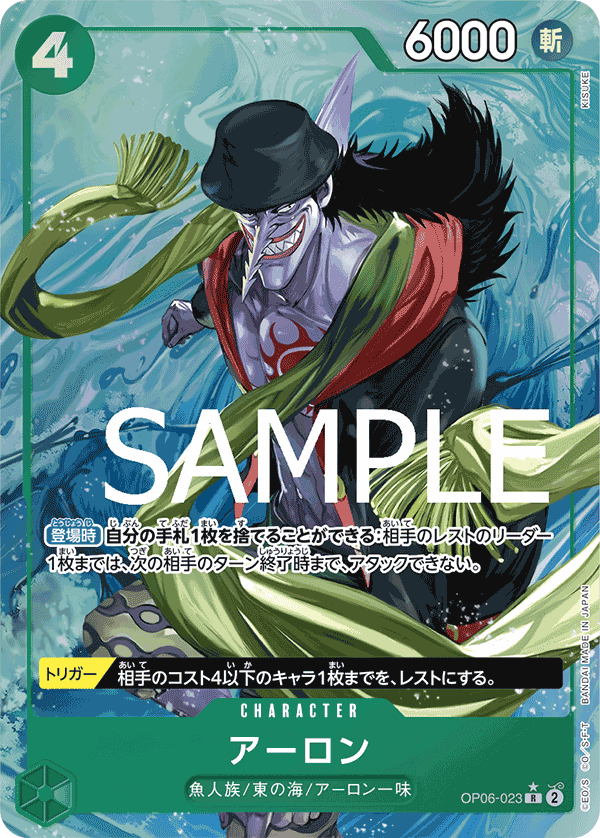 4
6000
斬
KISUKE
SAMPLE
登場時 自分の手札1枚を捨てることができる：相手のレストのリーダー
1枚までは、次の相手のターン終了時まで、アタックできない。
トリガー 相手のコスト4以下のキャラ1枚までを、レストにする。
CHARACTER
アーロン
魚人族/東の海/アーロン一味
OP06-023 R 2
©EO/S ©O/S･F･T BANDAI MADE IN JAPAN